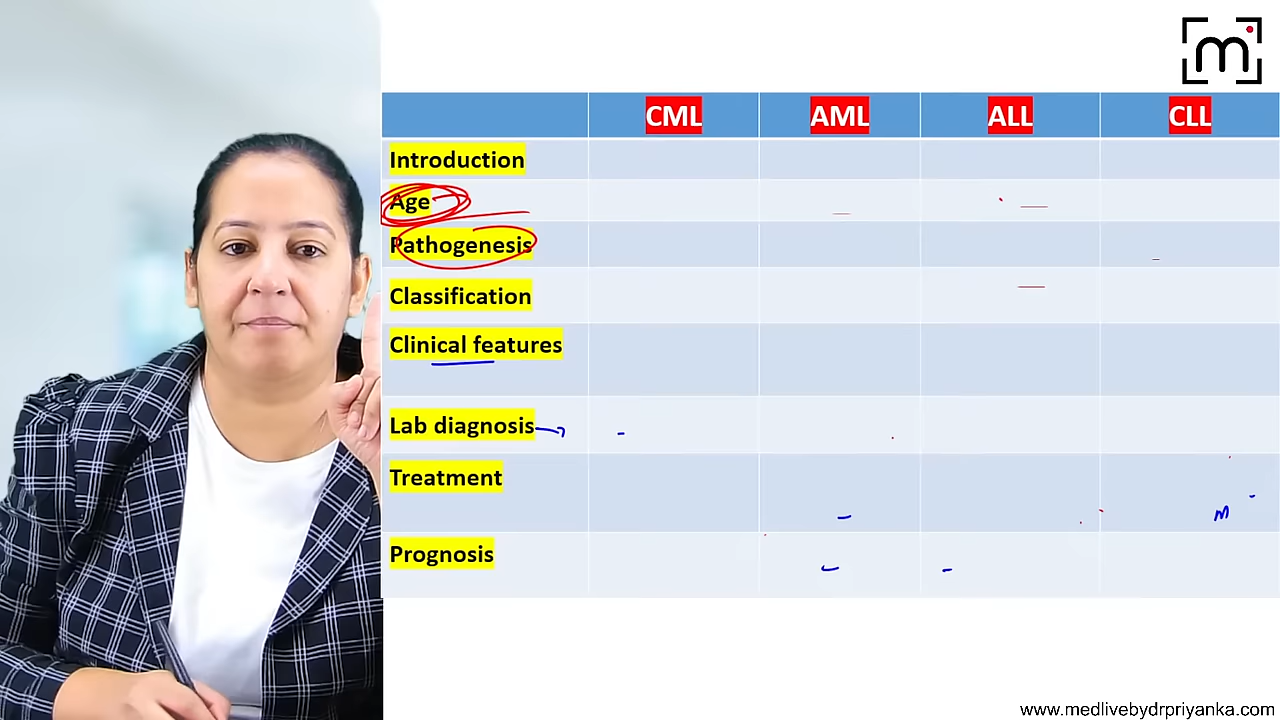 m
CML AML ALL CLL
Introduction
Age
Pathogenesis
Classification
Clinical features
Lab diagnosis
Treatment
M
Prognosis
www.medlivebydrpriyanka.com